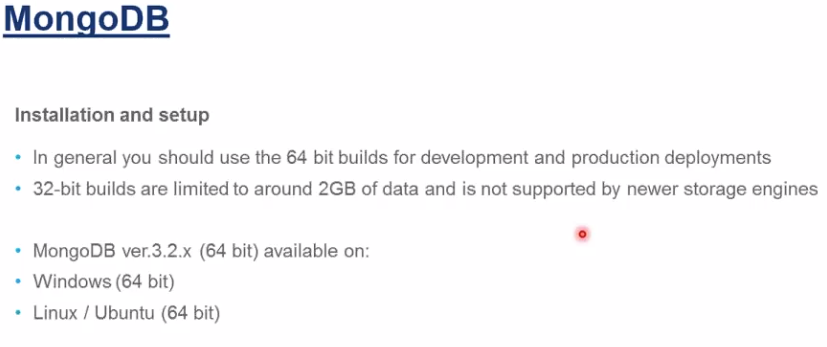 MongoDB
Installation and setup
• In general you should use the 64 bit builds for development and production deployments
• 32-bit builds are limited to around 2GB of data and is not supported by newer storage engines
• MongoDB ver.3.2.x (64 bit) available on:
• Windows (64 bit)
• Linux / Ubuntu (64 bit)